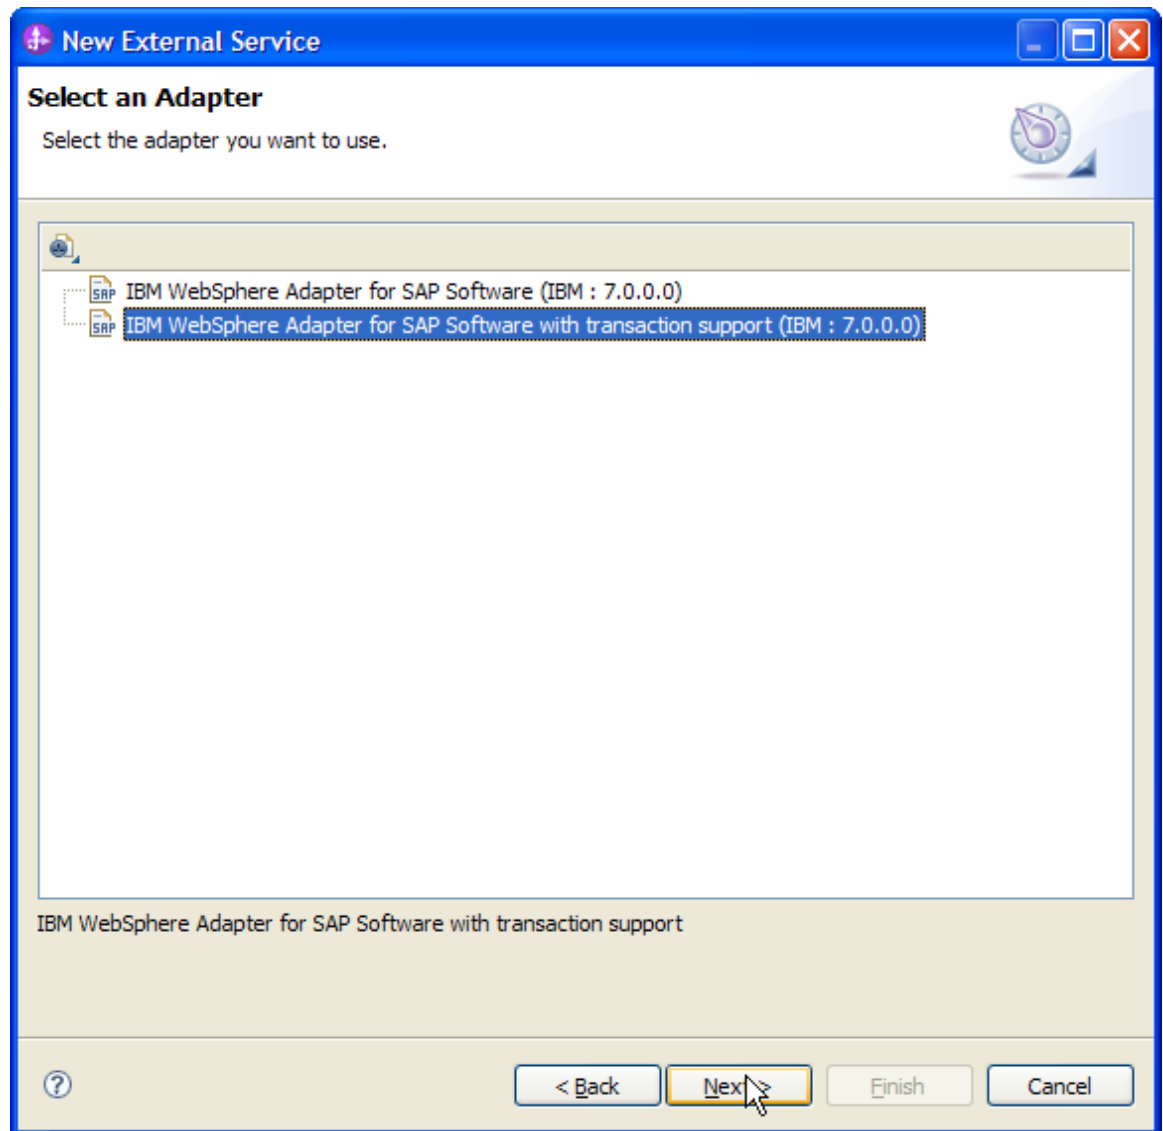 New External Service
Select an Adapter
Select the adapter you want to use.
SAP IBM WebSphere Adapter for SAP Software (IBM : 7.0.0.0)
SAP IBM WebSphere Adapter for SAP Software with transaction support (IBM : 7.0.0.0)
IBM WebSphere Adapter for SAP Software with transaction support
? < Back Next > Finish Cancel